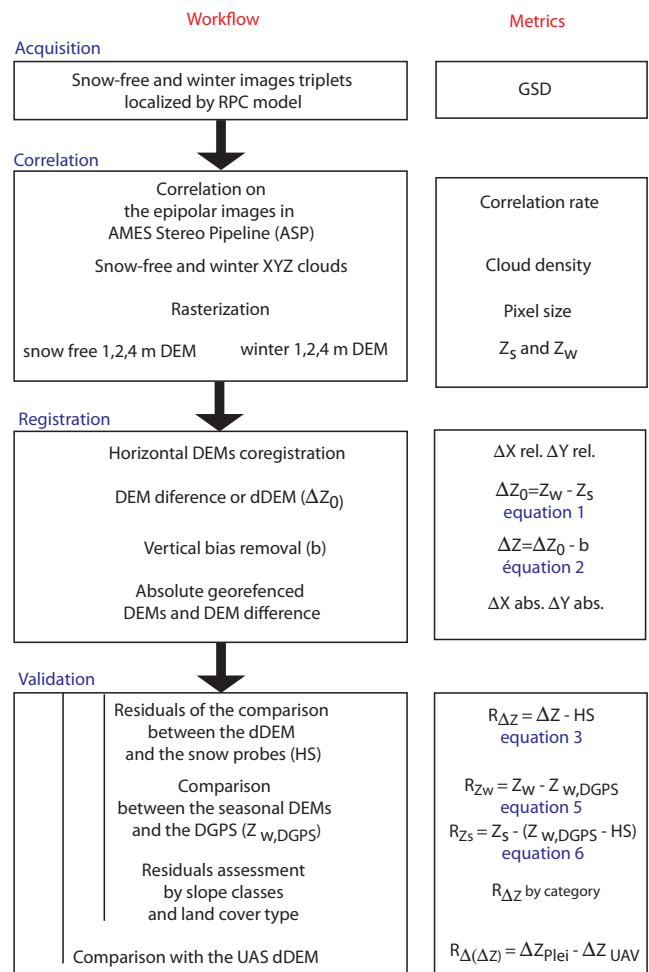 Workflow
Metrics
Acquisition
Snow-free and winter images triplets
localized by RPC model
GSD
Correlation
Correlation on
the epipolar images in
AMES Stereo Pipeline (ASP)
Correlation rate
Snow-free and winter XYZ clouds
Cloud density
Rasterization
Pixel size
snow free 1,2,4 m DEM
winter 1,2,4 m DEM
Zs and Zw
Registration
Horizontal DEMs coregistration
ΔX rel. ΔY rel.
DEM diference or dDEM (ΔZ0)
ΔZ0=Zw - Zs
equation 1
Vertical bias removal (b)
ΔZ=ΔZ0 - b
équation 2
Absolute georefenced
DEMs and DEM difference
ΔX abs. ΔY abs.
Validation
Residuals of the comparison
between the dDEM
and the snow probes (HS)
RΔZ = ΔZ - HS
equation 3
Comparison
between the seasonal DEMs
and the DGPS (Z w,DGPS)
RZw = Zw - Z w,DGPS
equation 5
RZs = Zs - (Z w,DGPS - HS)
equation 6
Residuals assessment
by slope classes
and land cover type
RΔZ by category
Comparison with the UAS dDEM
RΔ(ΔZ) = ΔZPlei - ΔZ UAV